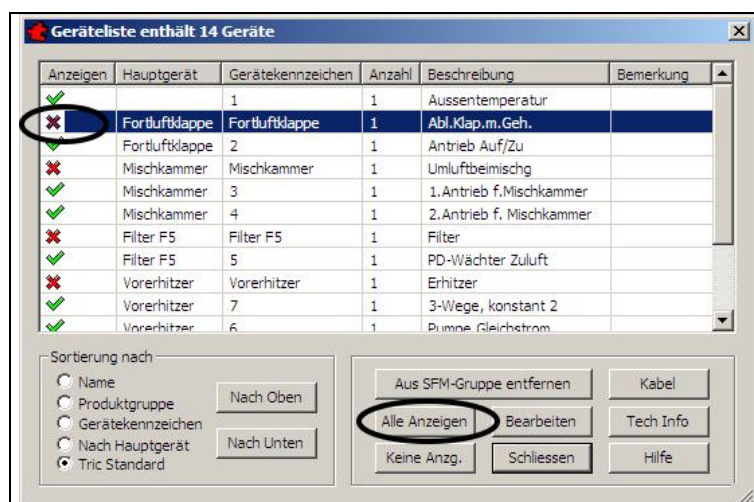 Geräteliste enthält 14 Geräte
Anzeigen Hauptgerät Gerätekennzeichen Anzahl Beschreibung Bemerkung
1 1 Aussentemperatur
Fortluftklappe Fortluftklappe 1 Abl.Klap.m.Geh.
Fortluftklappe 2 1 Antrieb Auf/Zu
Mischkammer Mischkammer 1 Umluftbeimischg
Mischkammer 3 1 1.Antrieb f.Mischkammer
Mischkammer 4 1 2.Antrieb f. Mischkammer
Filter F5 Filter F5 1 Filter
Filter F5 5 1 PD-Wächter Zuluft
Vorerhitzer Vorerhitzer 1 Erhitzer
Vorerhitzer 7 1 3-Wege, konstant 2
Vorerhitzer 6 1 Pumpe Gleichstrom
Sortierung nach
Name
Produktgruppe
Gerätekennzeichen
Nach Hauptgerät
Tric Standard
Nach Oben
Nach Unten
Aus SFM-Gruppe entfernen Kabel
Alle Anzeigen Bearbeiten Tech Info
Keine Anzg. Schliessen Hilfe